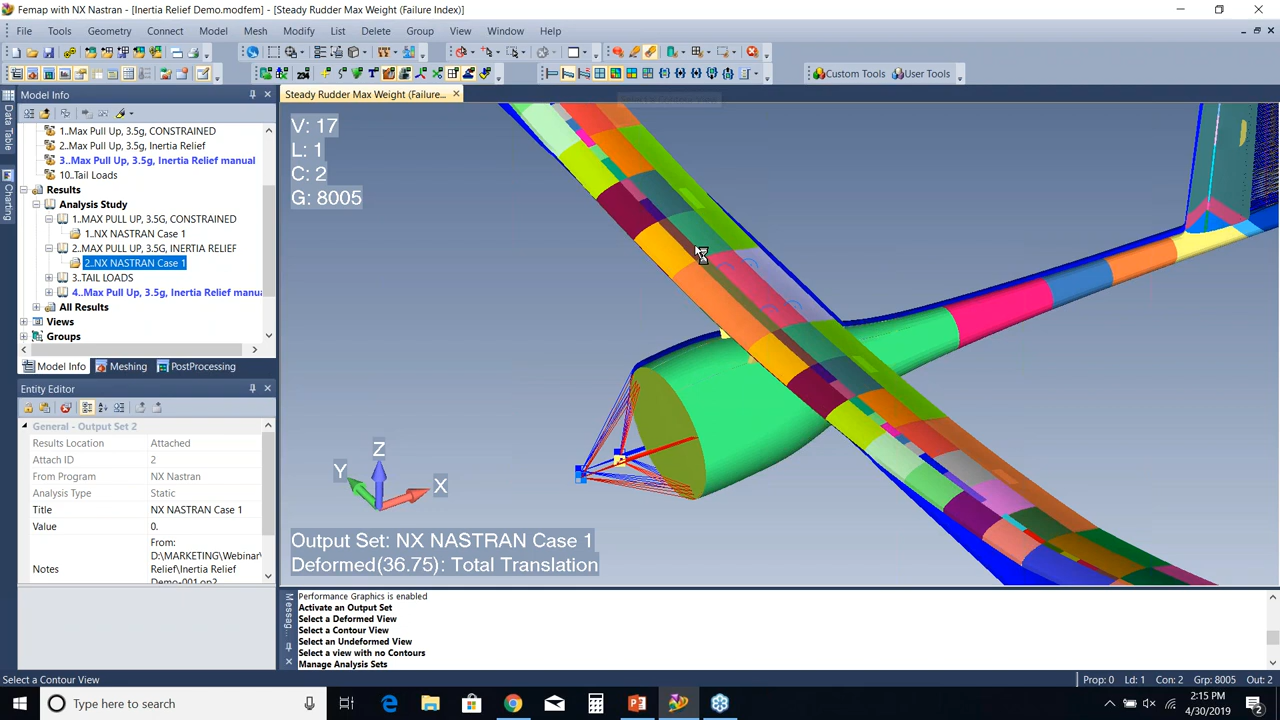 Femap with NX Nastran - [Inertia Relief Demo.modfem] - [Steady Rudder Max Weight (Failure Index)]
File Tools Geometry Connect Model Mesh Modify List Delete Group View Window Help
Custom Tools User Tools
Model Info
Steady Rudder Max Weight (Failure...
Data Table
Charting
1..Max Pull Up, 3.5g, CONSTRAINED
2..Max Pull Up, 3.5g, Inertia Relief
3..Max Pull Up, 3.5g, Inertia Relief manual
10..Tail Loads
Results
Analysis Study
1..MAX PULL UP, 3.5G, CONSTRAINED
1..NX NASTRAN Case 1
2..MAX PULL UP, 3.5G, INERTIA RELIEF
2..NX NASTRAN Case 1
3..TAIL LOADS
4..Max Pull Up, 3.5g, Inertia Relief manu
All Results
Views
Groups
Model Info Meshing PostProcessing
Entity Editor
General - Output Set 2
Results Location Attached
Attach ID 2
From Program NX Nastran
Analysis Type Static
Title NX NASTRAN Case 1
Value 0.
From:
D:\MARKETING\Webinar\
Notes Relief\Inertia Relief
Demo-001.op2
V: 17
L: 1
C: 2
G: 8005
Z
Y
X
Output Set: NX NASTRAN Case 1
Deformed(36.75): Total Translation
Messag...
Performance Graphics is enabled
Activate an Output Set
Select a Deformed View
Select a Contour View
Select an Undeformed View
Select a view with no Contours
Manage Analysis Sets
Select a Contour View
Prop: 0 Ld: 1 Con: 2 Grp: 8005 Out: 2
Type here to search
2:15 PM
4/30/2019